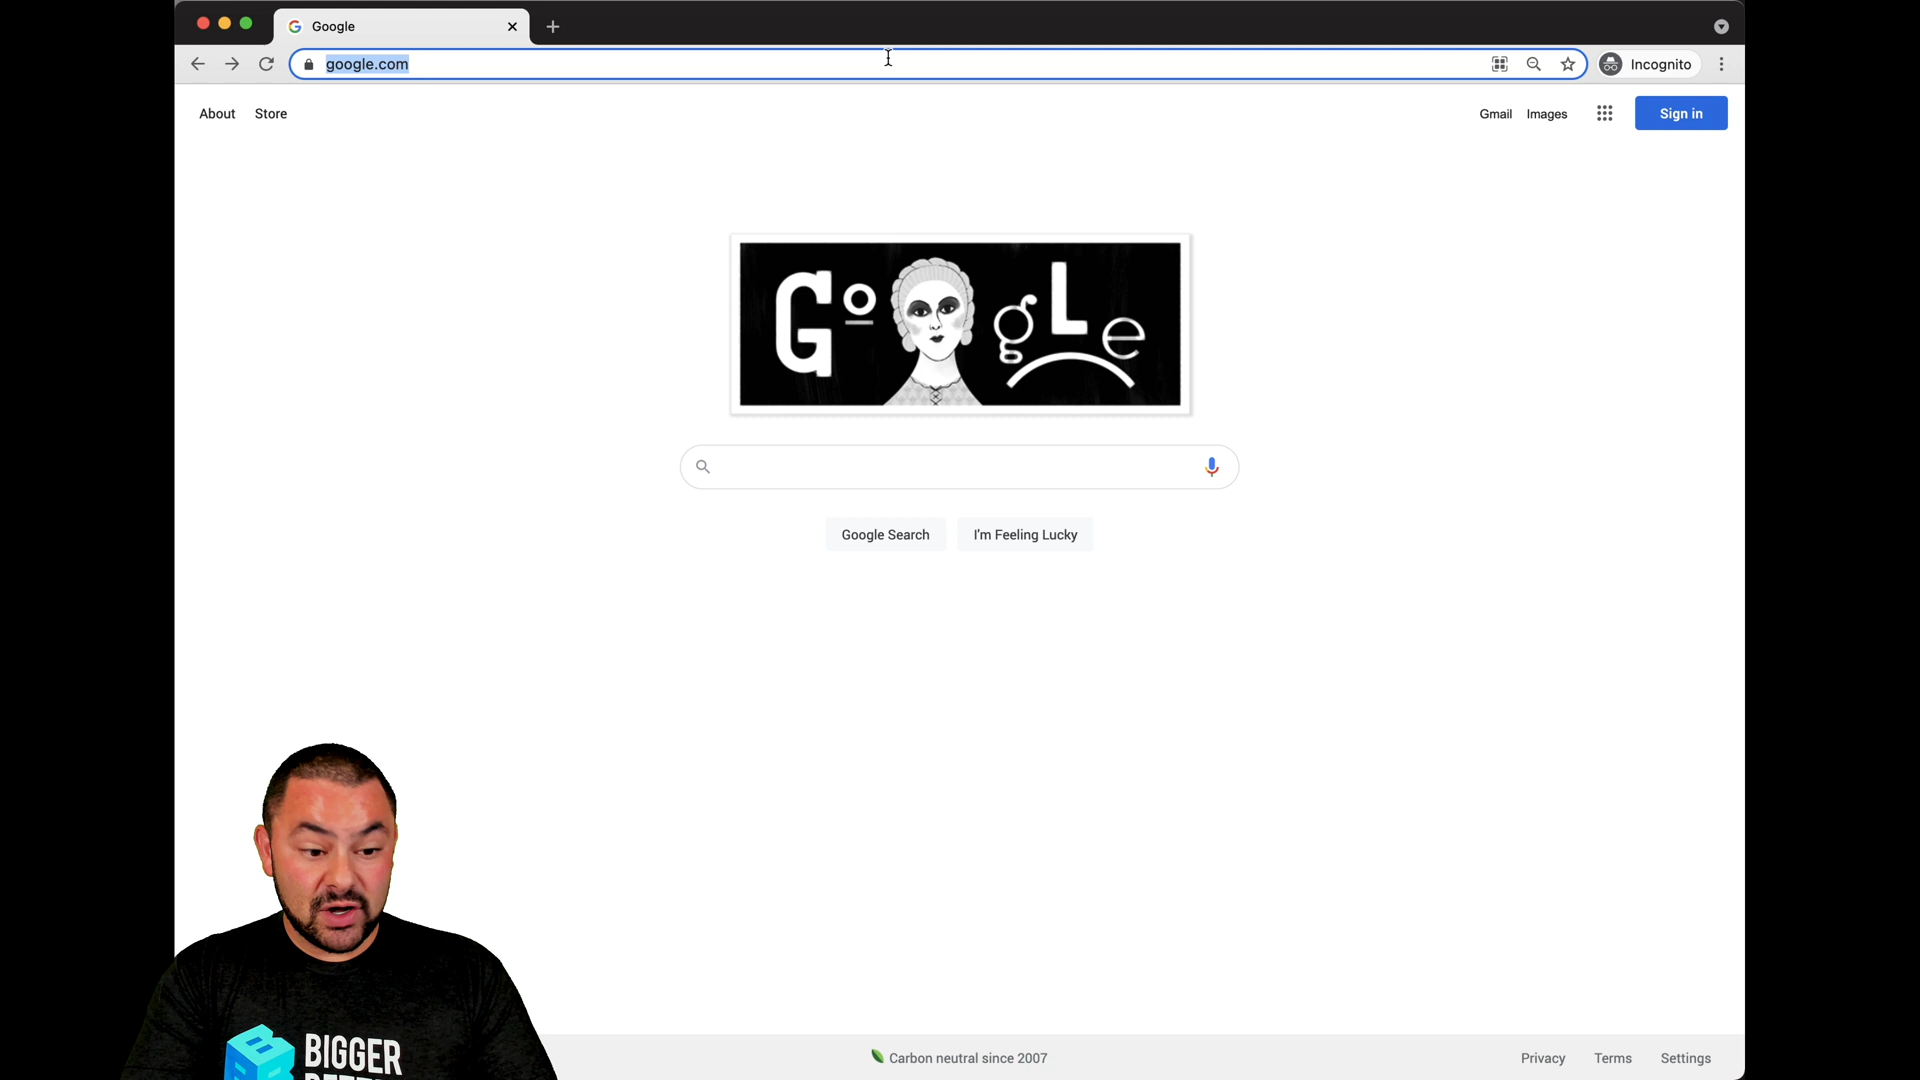 Google
google.com
Incognito
About
Store
Gmail
Images
Sign in
GogLe
Google Search
I'm Feeling Lucky
BIGGER
Carbon neutral since 2007
Privacy
Terms
Settings